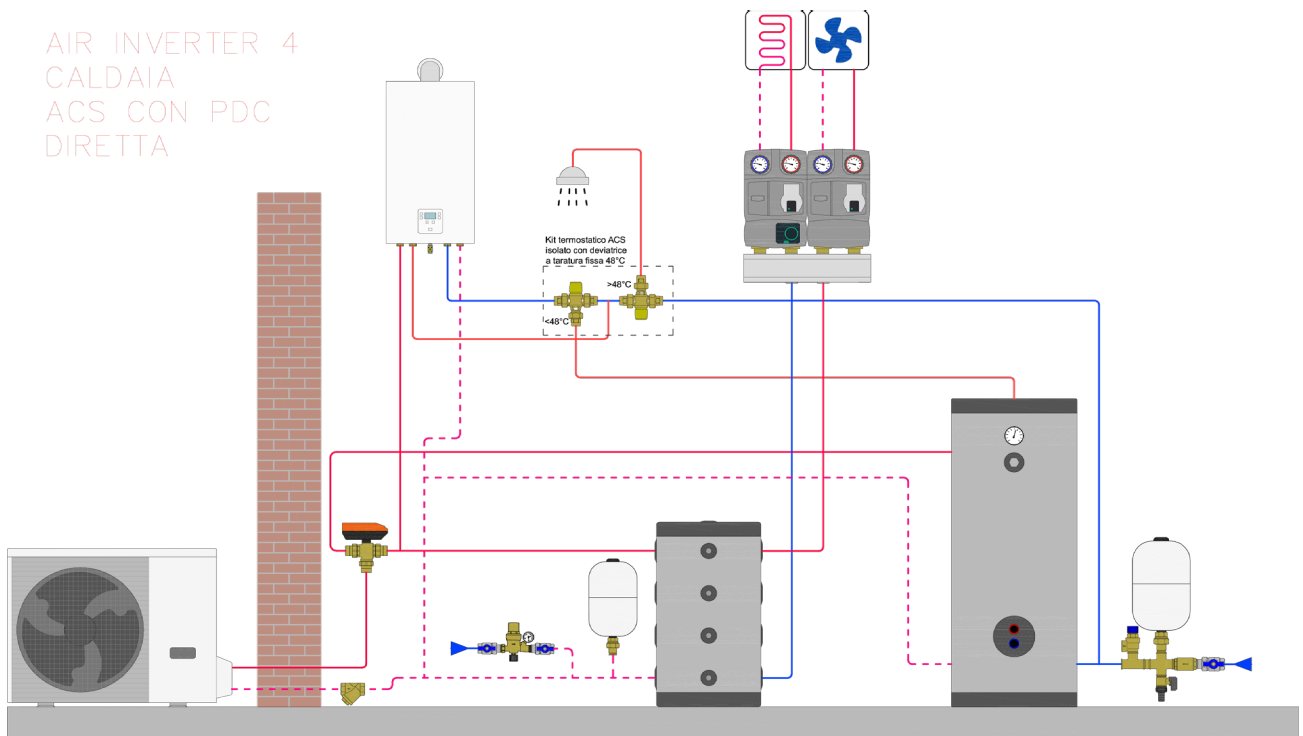 AIR INVERTER 4
CALDAIA
ACS CON PDC
DIRETTA
Kit termostatico ACS
isolato con deviatrice
a taratura fissa 48°C
>48°C
<48°C